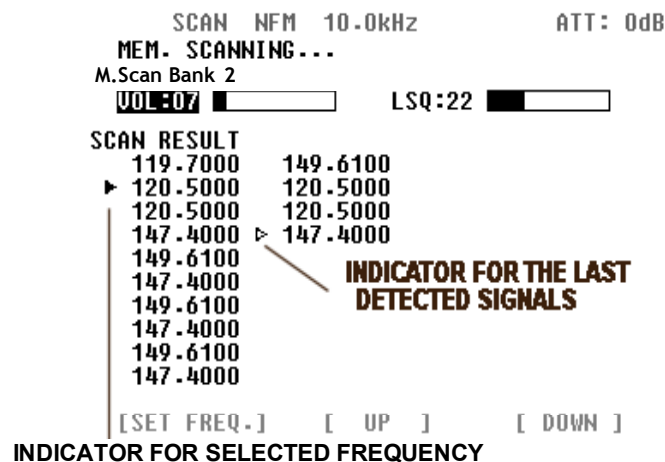 SCAN NFM 10.0kHz ATT: 0dB
MEM. SCANNING...
M.Scan Bank 2
VOL:07 LSQ:22
SCAN RESULT
119.7000 149.6100
▶ 120.5000 120.5000
120.5000 120.5000
147.4000 ▷ 147.4000
149.6100
147.4000
149.6100
147.4000
149.6100
147.4000
INDICATOR FOR THE LAST
DETECTED SIGNALS
[SET FREQ.] [ UP ] [ DOWN ]
INDICATOR FOR SELECTED FREQUENCY